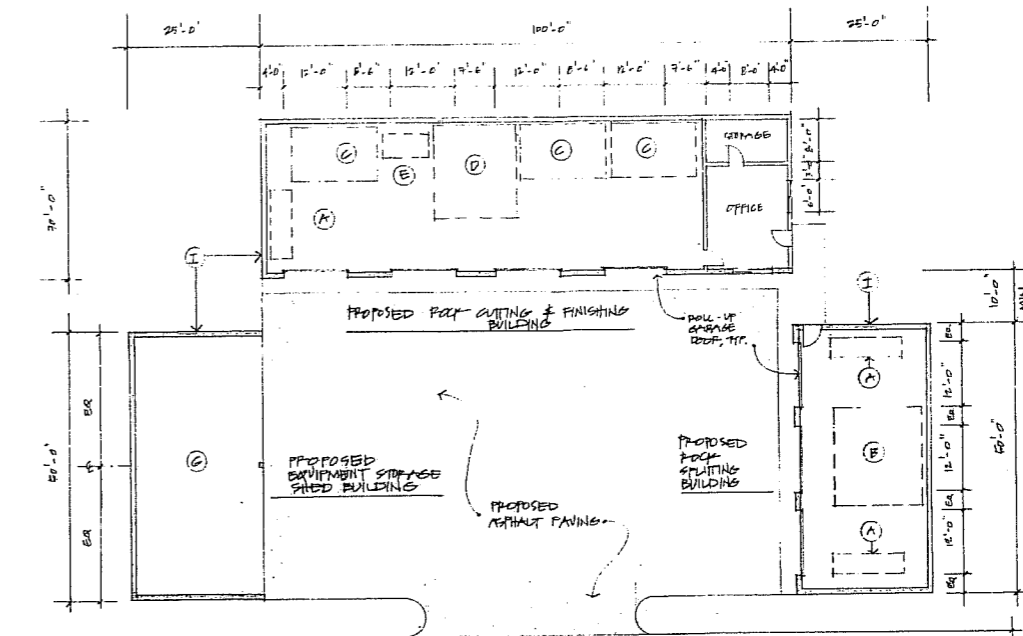 25'-0"
100'-0"
25'-0"
4'-0"
12'-0"
8'-6"
12'-0"
7'-6"
12'-0"
8'-6"
12'-0"
7'-6"
4'-0"
8'-0"
4'-0"
C
E
D
C
C
STORAGE
A
OFFICE
6'-0"
I
I
10'-0"
PROPOSED ROCK CUTTING & FINISHING
BUILDING
ROLL-UP
GARAGE
DOOR, TYP.
EQ
EQ
G
PROPOSED
EQUIPMENT STORAGE
SHED BUILDING
PROPOSED
ROCK
SPLITTING
BUILDING
PROPOSED
ASPHALT PAVING
A
B
A
EQ.
12'-0"
EQ
12'-0"
EQ
12'-0"
EQ